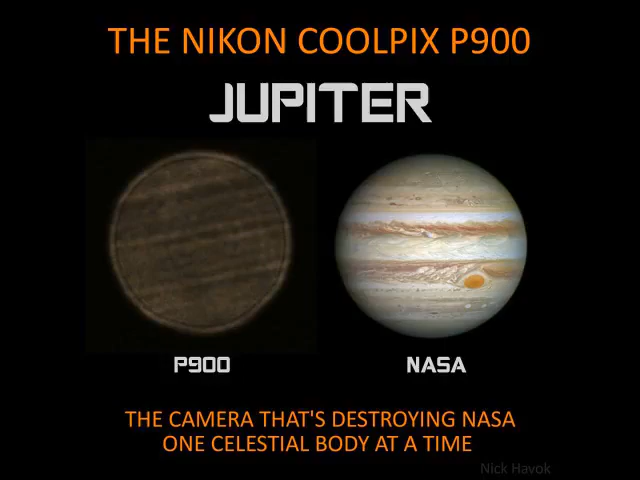 THE NIKON COOLPIX P900
JUPITER
P900
NASA
THE CAMERA THAT'S DESTROYING NASA
ONE CELESTIAL BODY AT A TIME
Nick Havok